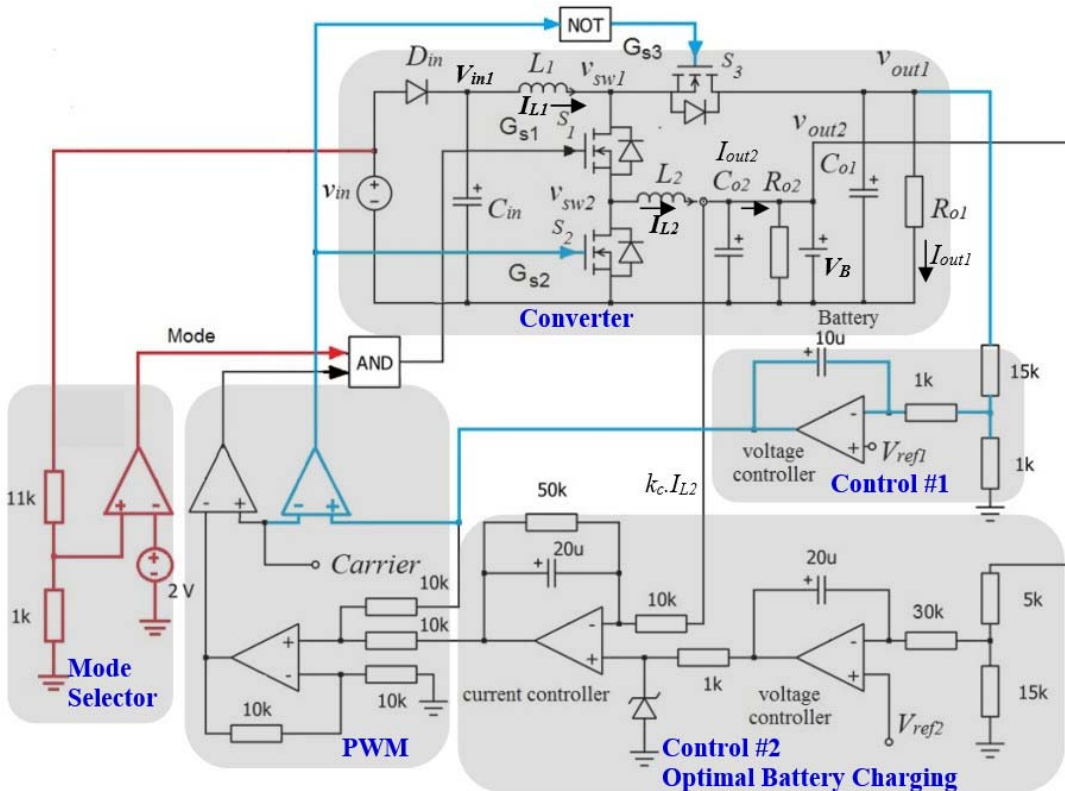 NOT
Gs3
Din
Vin1
L1
vsw1
S3
vout1
IL1
Gs1
S1
vout2
Iout2
L2
Co2
Ro2
Co1
vin
Cin
vsw2
IL2
Ro1
S2
VB
Iout1
Gs2
Converter
Battery
Mode
AND
10u
15k
1k
voltage
controller
Vref1
1k
Control #1
kc.IL2
11k
50k
20u
20u
Carrier
2 V
10k
10k
10k
30k
5k
1k
10k
10k
current controller
1k
voltage
controller
15k
Vref2
Mode
Selector
PWM
Control #2
Optimal Battery Charging